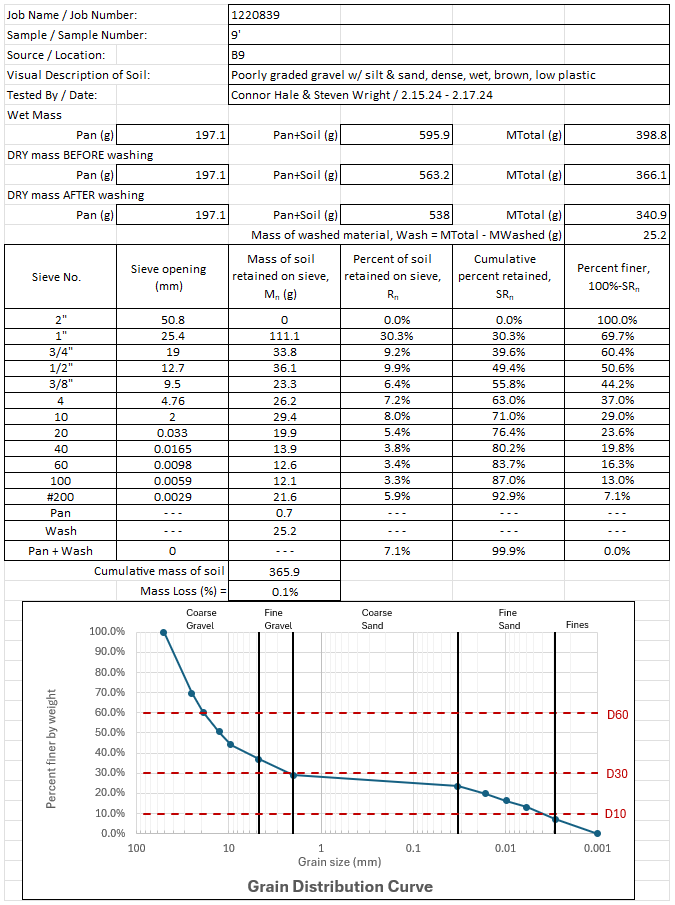 Job Name / Job Number: 1220839
Sample / Sample Number: 9'
Source / Location: B9
Visual Description of Soil: Poorly graded gravel w/ silt & sand, dense, wet, brown, low plastic
Tested By / Date: Connor Hale & Steven Wright / 2.15.24 - 2.17.24
Wet Mass
Pan (g) 197.1 Pan+Soil (g) 595.9 MTotal (g) 398.8
DRY mass BEFORE washing
Pan (g) 197.1 Pan+Soil (g) 563.2 MTotal (g) 366.1
DRY mass AFTER washing
Pan (g) 197.1 Pan+Soil (g) 538 MTotal (g) 340.9
Mass of washed material, Wash = MTotal - MWashed (g) 25.2
Sieve No. Sieve opening (mm) Mass of soil retained on sieve, Mn (g) Percent of soil retained on sieve, Rn Cumulative percent retained, SRn Percent finer, 100%-SRn
2" 50.8 0 0.0% 0.0% 100.0%
1" 25.4 111.1 30.3% 30.3% 69.7%
3/4" 19 33.8 9.2% 39.6% 60.4%
1/2" 12.7 36.1 9.9% 49.4% 50.6%
3/8" 9.5 23.3 6.4% 55.8% 44.2%
4 4.76 26.2 7.2% 63.0% 37.0%
10 2 29.4 8.0% 71.0% 29.0%
20 0.033 19.9 5.4% 76.4% 23.6%
40 0.0165 13.9 3.8% 80.2% 19.8%
60 0.0098 12.6 3.4% 83.7% 16.3%
100 0.0059 12.1 3.3% 87.0% 13.0%
#200 0.0029 21.6 5.9% 92.9% 7.1%
Pan - - - 0.7 - - - - - - - - -
Wash - - - 25.2 - - - - - - - - -
Pan + Wash 0 - - - 7.1% 99.9% 0.0%
Cumulative mass of soil 365.9
Mass Loss (%) = 0.1%
Coarse Gravel Fine Gravel Coarse Sand Fine Sand Fines
100.0%
90.0%
80.0%
70.0%
60.0% D60
50.0%
40.0%
30.0% D30
20.0%
10.0% D10
0.0%
Percent finer by weight
100 10 1 0.1 0.01 0.001
Grain size (mm)
Grain Distribution Curve